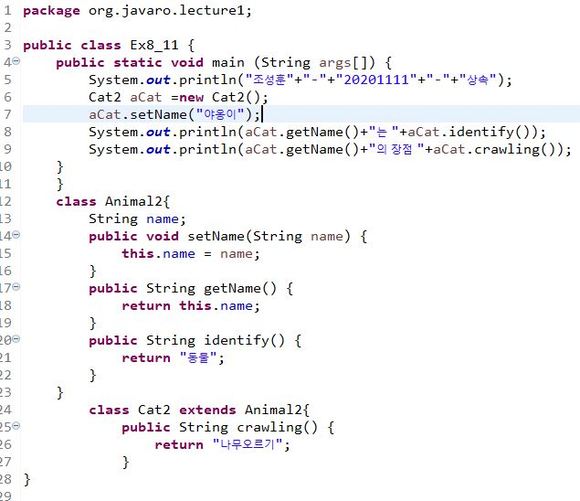 1 package org.javaro.lecture1;
2
3 public class Ex8_11 {
4 public static void main (String args[]) {
5 System.out.println("조성훈"+"-"+"20201111"+"-"+"상속");
6 Cat2 aCat =new Cat2();
7 aCat.setName("야옹이");
8 System.out.println(aCat.getName()+"는 "+aCat.identify());
9 System.out.println(aCat.getName()+"의 장점 "+aCat.crawling());
10 }
11 }
12 class Animal2{
13 String name;
14 public void setName(String name) {
15 this.name = name;
16 }
17 public String getName() {
18 return this.name;
19 }
20 public String identify() {
21 return "동물";
22 }
23 }
24 class Cat2 extends Animal2{
25 public String crawling() {
26 return "나무오르기";
27 }
28 }
29